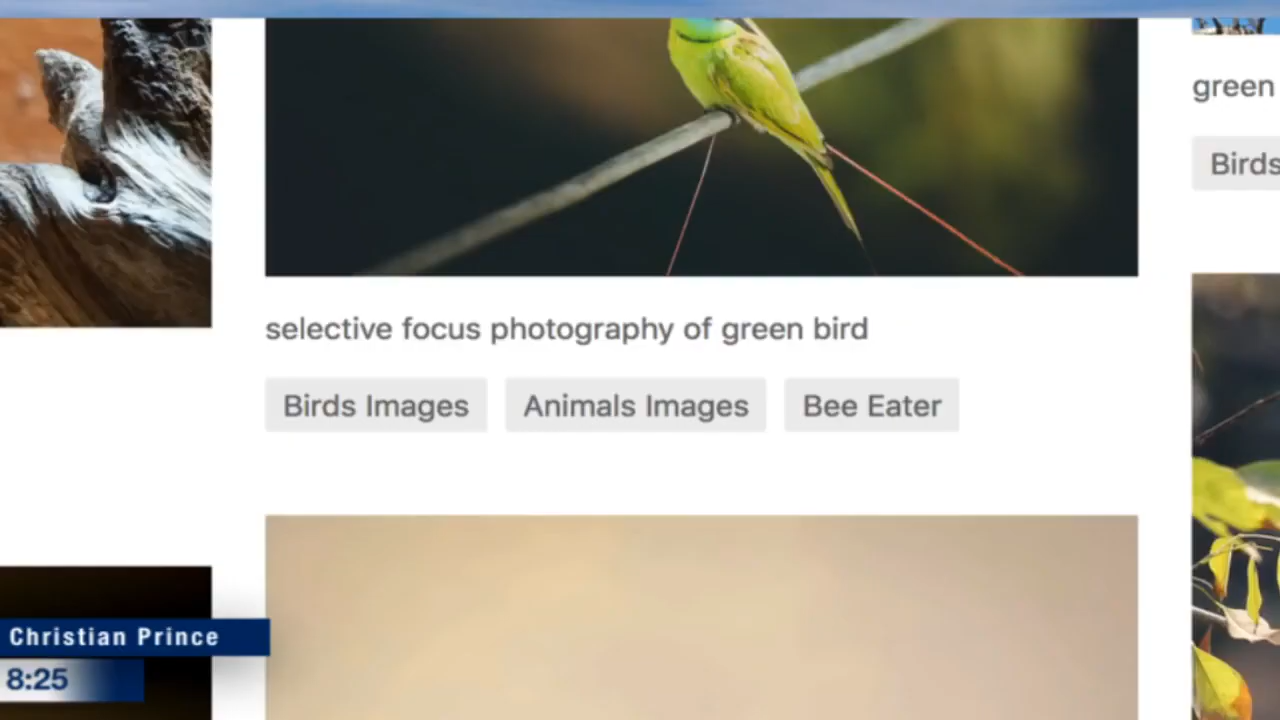 green
Birds
selective focus photography of green bird
Birds Images
Animals Images
Bee Eater
Christian Prince
8:25